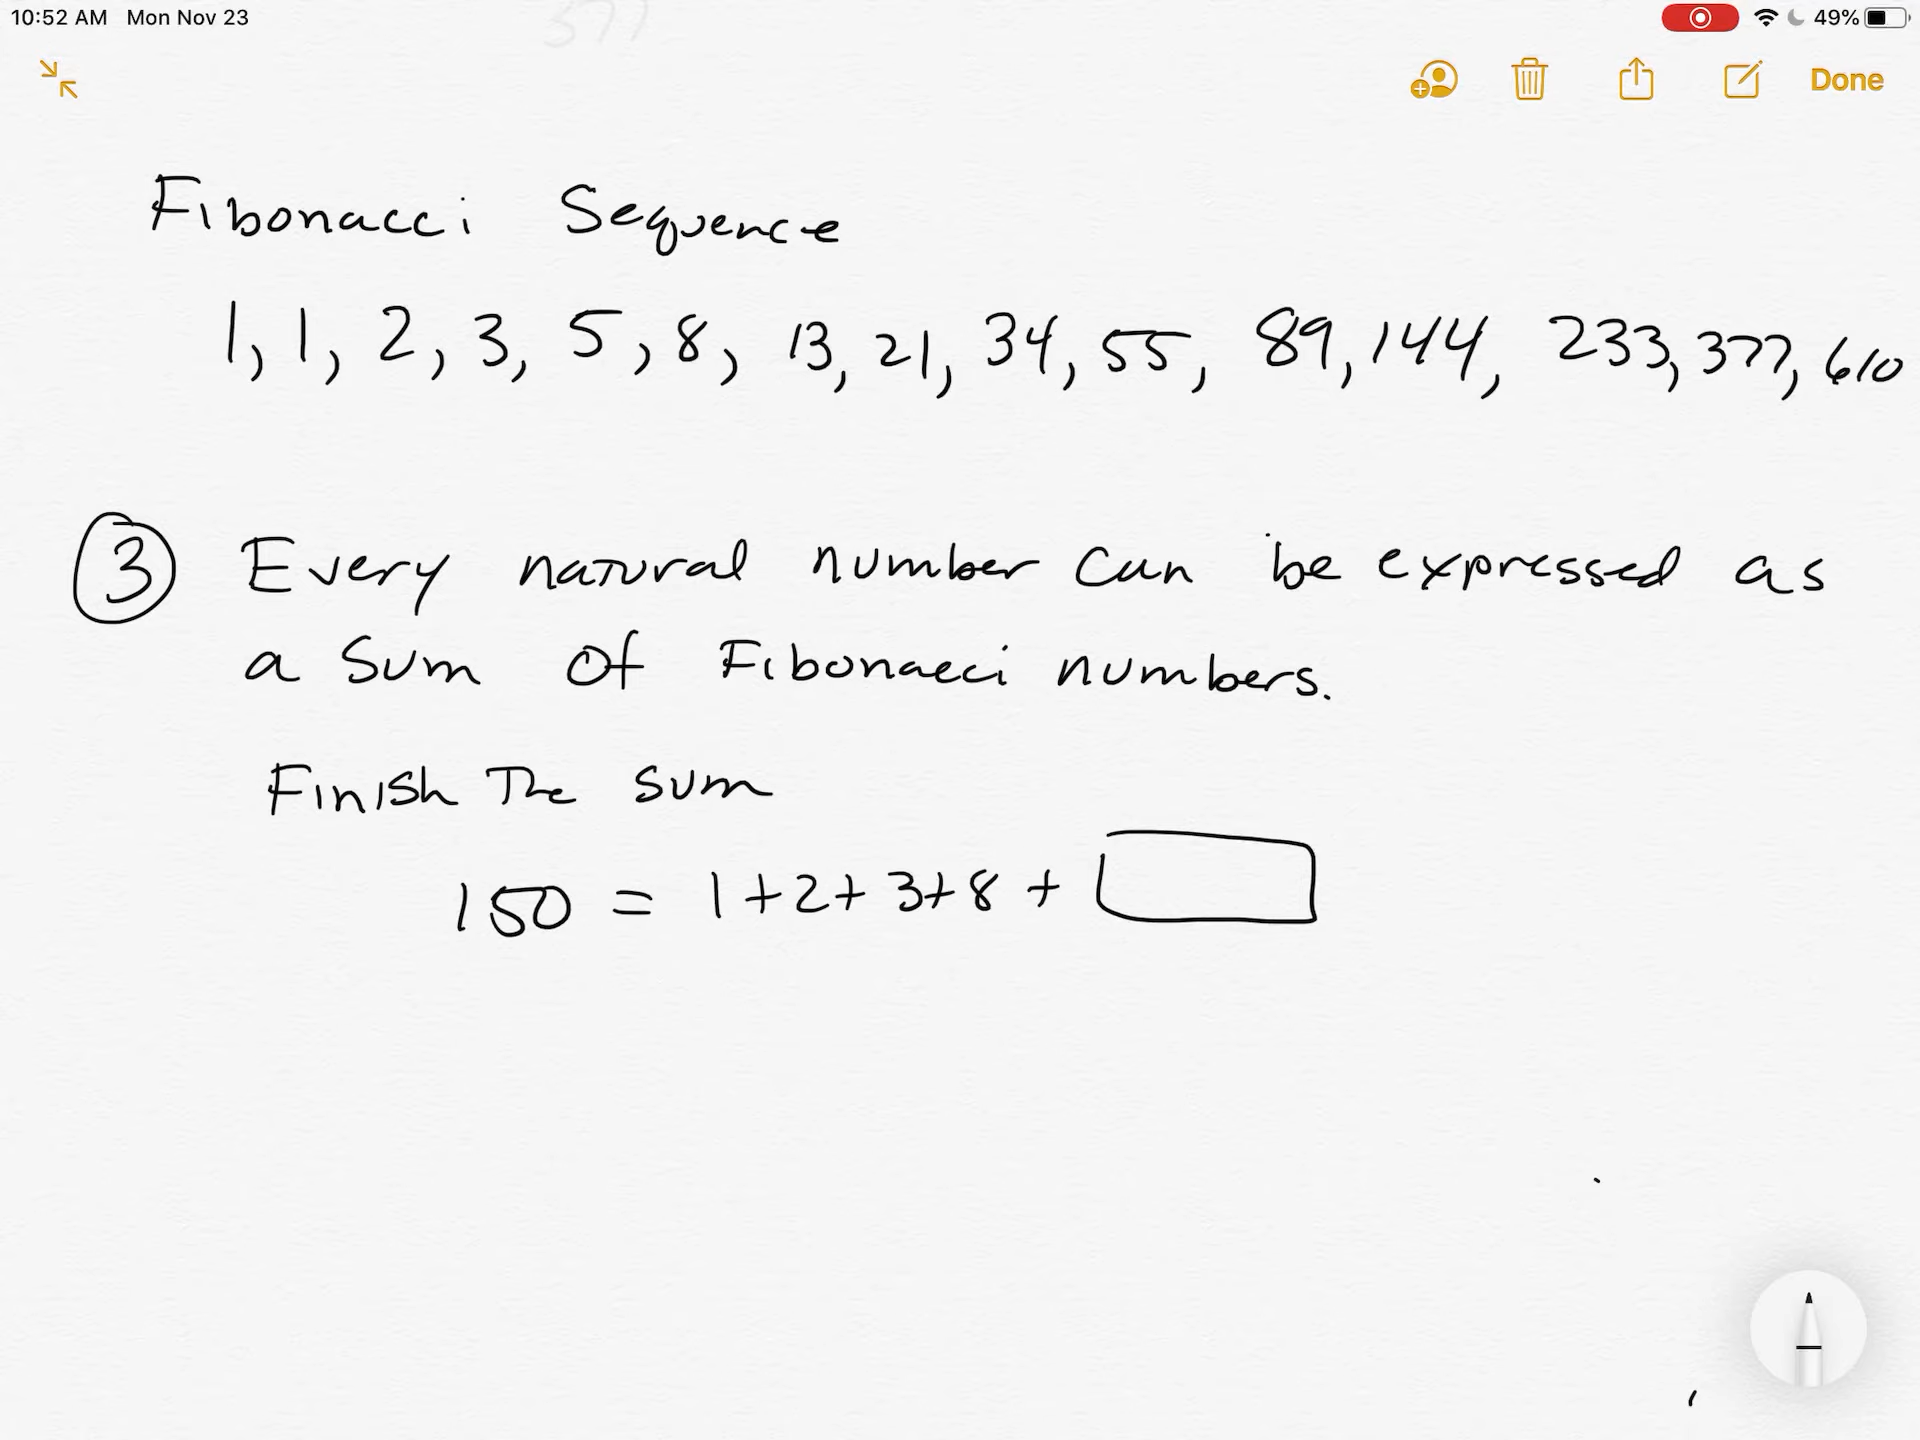 10:52 AM Mon Nov 23
377
49%
Done
Fibonacci Sequence
1, 1, 2, 3, 5, 8, 13, 21, 34, 55, 89, 144, 233, 377, 610
3 Every natural number can be expressed as
a sum of Fibonacci numbers.
Finish The sum
150 = 1+2+3+8+